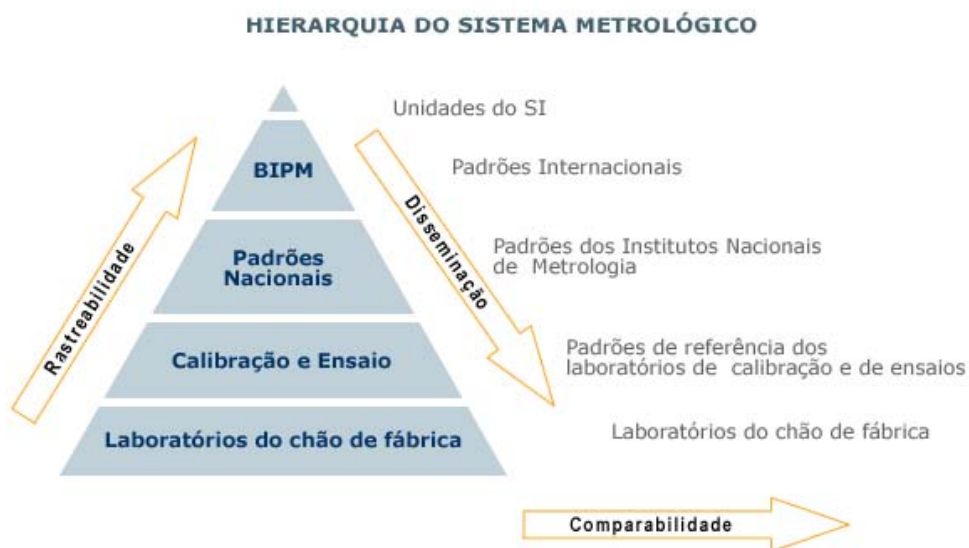 HIERARQUIA DO SISTEMA METROLÓGICO
Unidades do SI
BIPM
Padrões Internacionais
Rastreabilidade
Disseminação
Padrões
Nacionais
Padrões dos Institutos Nacionais
de Metrologia
Calibração e Ensaio
Padrões de referência dos
laboratórios de calibração e de ensaios
Laboratórios do chão de fábrica
Laboratórios do chão de fábrica
Comparabilidade